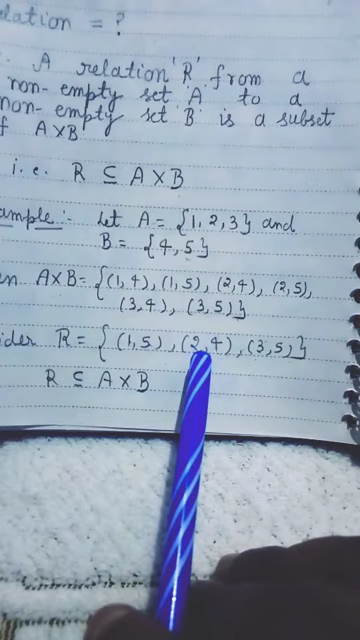 elation = ?
A relation 'R' from a
non-empty set 'A' to a
non-empty set 'B' is a subset
f A×B
i.e. R ⊆ A×B
ample:- Let A = {1, 2, 3} and
B = {4, 5}
en A×B = {(1, 4), (1, 5), (2, 4), (2, 5),
(3, 4), (3, 5)}
ider R = {(1, 5), (2, 4), (3, 5)}
R ⊆ A×B